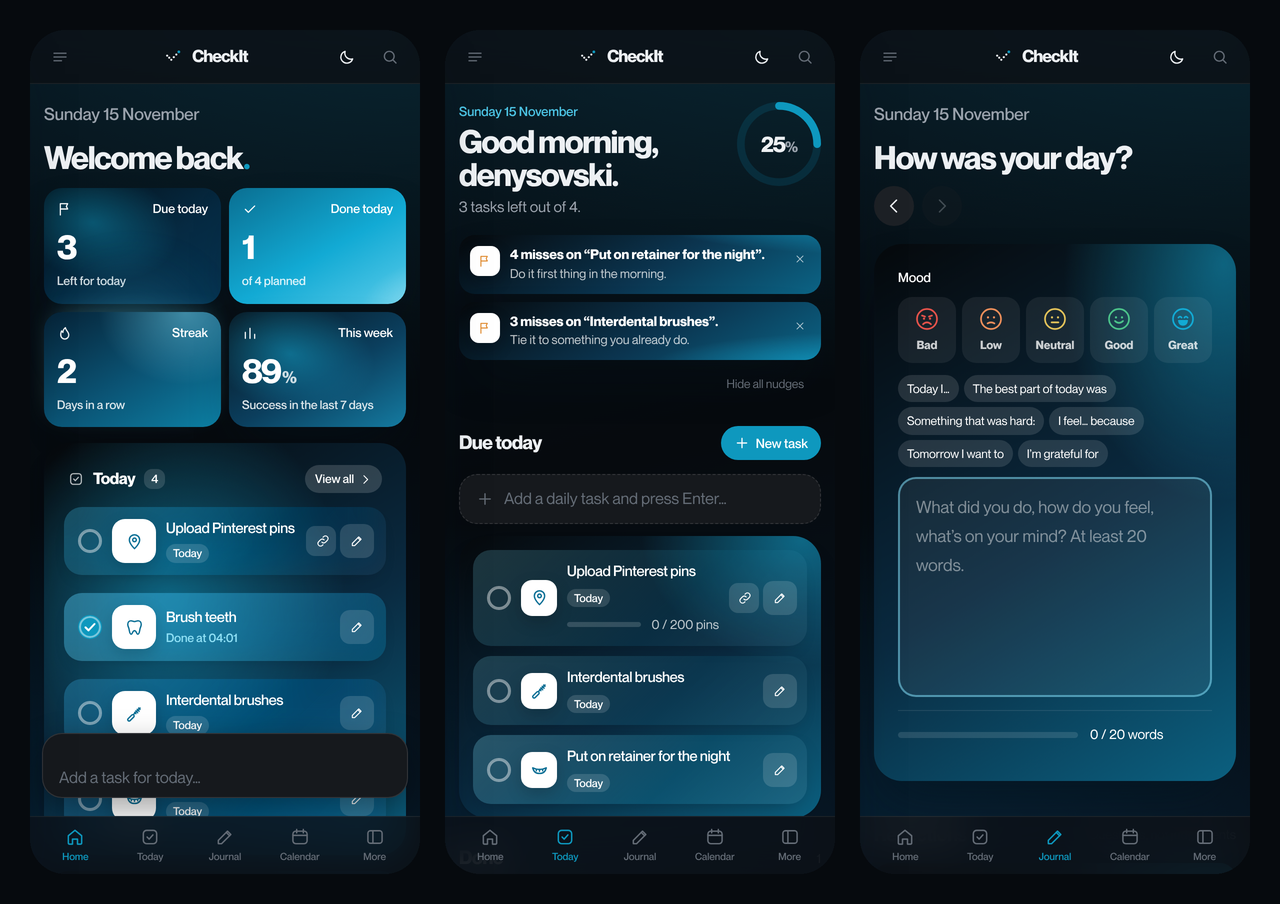 CheckIt
Sunday 15 November
Welcome back.
Due today
3
Left for today
Done today
1
of 4 planned
Streak
2
Days in a row
This week
89%
Success in the last 7 days
Today 4
View all
Upload Pinterest pins
Today
Brush teeth
Done at 04:01
Interdental brushes
Today
Add a task for today...
Today
Home
Today
Journal
Calendar
More
CheckIt
Sunday 15 November
Good morning,
denysovski.
25%
3 tasks left out of 4.
4 misses on “Put on retainer for the night”.
Do it first thing in the morning.
3 misses on “Interdental brushes”.
Tie it to something you already do.
Hide all nudges
Due today
New task
Add a daily task and press Enter...
Upload Pinterest pins
Today
0 / 200 pins
Interdental brushes
Today
Put on retainer for the night
Today
Home
Today
Journal
Calendar
More
CheckIt
Sunday 15 November
How was your day?
Mood
Bad
Low
Neutral
Good
Great
Today I...
The best part of today was
Something that was hard:
I feel... because
Tomorrow I want to
I'm grateful for
What did you do, how do you feel,
what's on your mind? At least 20
words.
0 / 20 words
Home
Today
Journal
Calendar
More